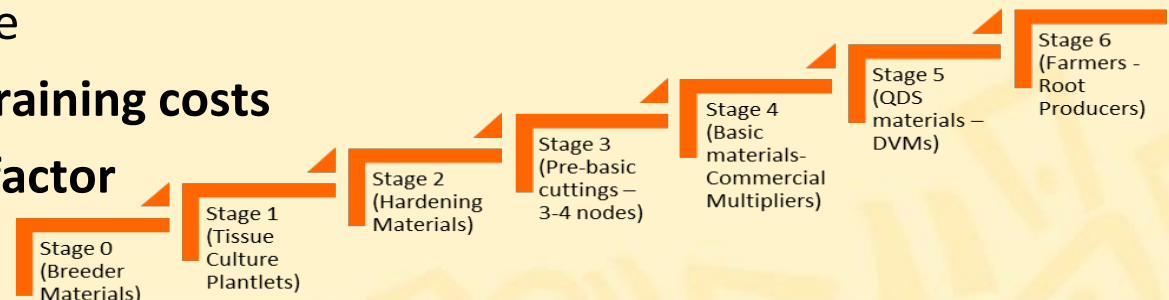 e
raining costs
factor
Stage 0
(Breeder
Materials)
Stage 1
(Tissue
Culture
Plantlets)
Stage 2
(Hardening
Materials)
Stage 3
(Pre-basic
cuttings –
3-4 nodes)
Stage 4
(Basic
materials-
Commercial
Multipliers)
Stage 5
(QDS
materials –
DVMs)
Stage 6
(Farmers -
Root
Producers)